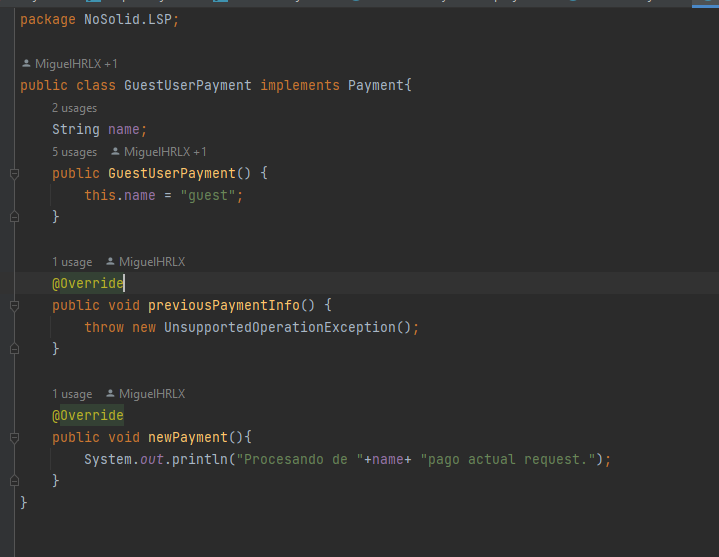 package NoSolid.LSP;
MiguelHRLX +1
public class GuestUserPayment implements Payment{
2 usages
String name;
5 usages MiguelHRLX +1
public GuestUserPayment() {
this.name = "guest";
}
1 usage MiguelHRLX
@Override
public void previousPaymentInfo() {
throw new UnsupportedOperationException();
}
1 usage MiguelHRLX
@Override
public void newPayment(){
System.out.println("Procesando de "+name+ "pago actual request.");
}
}